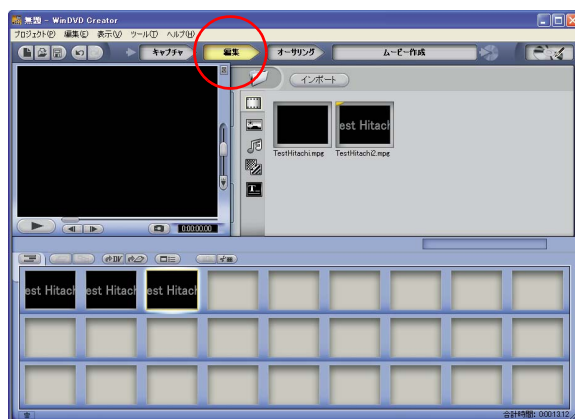 無題 - WinDVD Creator
プロジェクト(P) 編集(E) 表示(V) ツール(T) ヘルプ(H)
キャプチャ 編集 オーサリング ムービー作成
インポート
est Hitach
TestHitachi.mpg TestHitachi2.mpg
0:00:00.00
DV
est Hitach est Hitach est Hitach
合計時間: 0:00:13.12